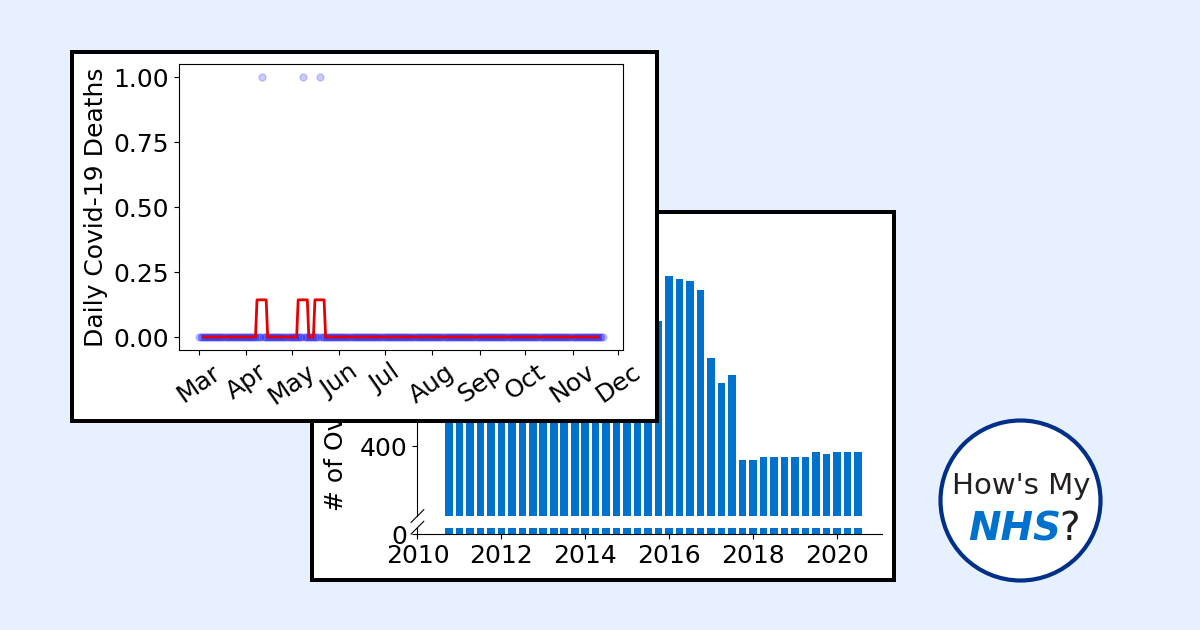 Daily Covid-19 Deaths
1.00
0.75
0.50
0.25
0.00
Mar Apr May Jun Jul Aug Sep Oct Nov Dec
# of
400
0
2010 2012 2014 2016 2018 2020
How's My
NHS?